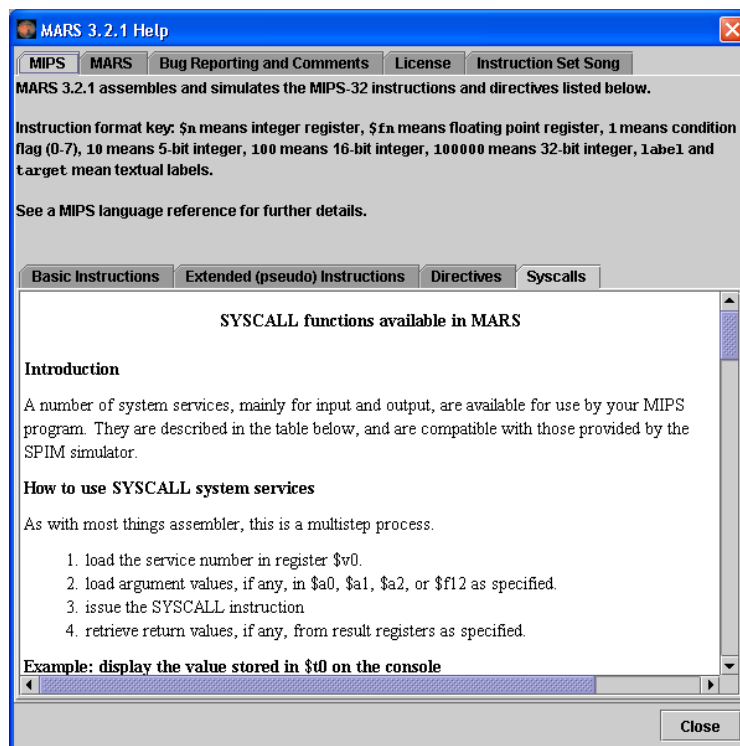 MARS 3.2.1 Help
MIPS MARS Bug Reporting and Comments License Instruction Set Song
MARS 3.2.1 assembles and simulates the MIPS-32 instructions and directives listed below.
Instruction format key: $n means integer register, $fn means floating point register, 1 means condition
flag (0-7), 10 means 5-bit integer, 100 means 16-bit integer, 100000 means 32-bit integer, label and
target mean textual labels.
See a MIPS language reference for further details.
Basic Instructions Extended (pseudo) Instructions Directives Syscalls
SYSCALL functions available in MARS
Introduction
A number of system services, mainly for input and output, are available for use by your MIPS
program. They are described in the table below, and are compatible with those provided by the
SPIM simulator.
How to use SYSCALL system services
As with most things assembler, this is a multistep process.
1. load the service number in register $v0.
2. load argument values, if any, in $a0, $a1, $a2, or $f12 as specified.
3. issue the SYSCALL instruction
4. retrieve return values, if any, from result registers as specified.
Example: display the value stored in $t0 on the console
Close